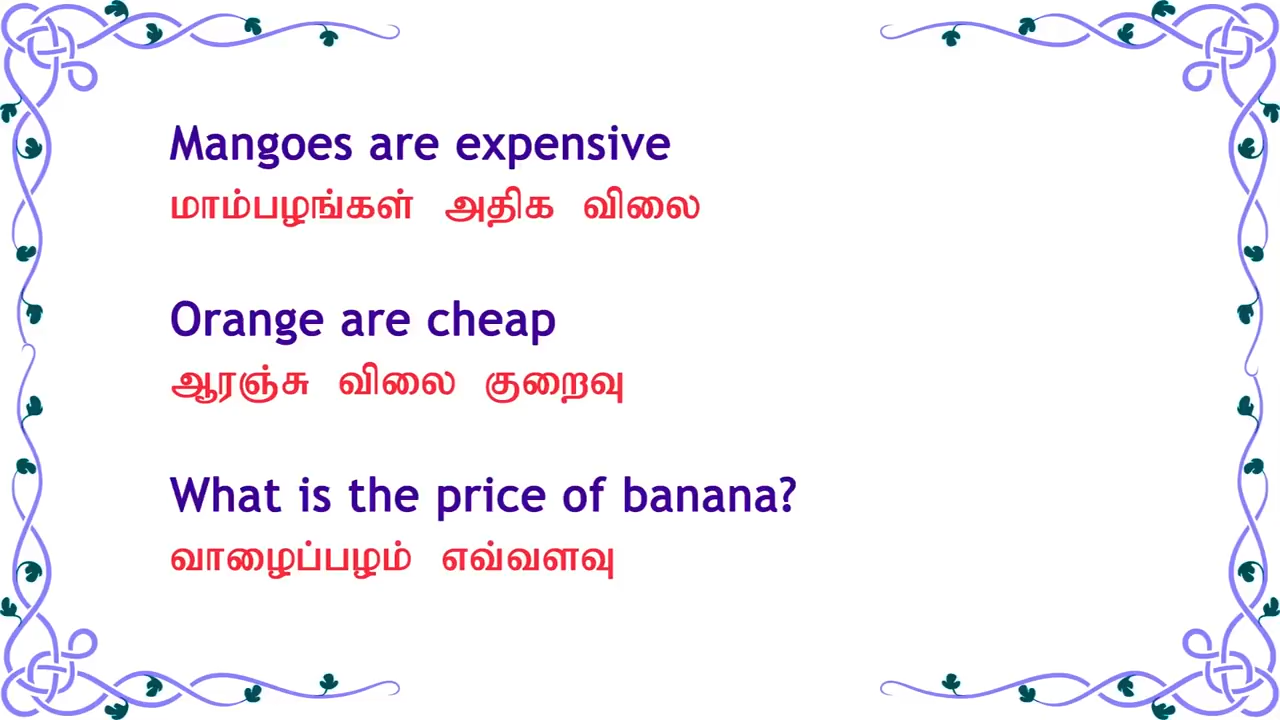 Mangoes are expensive
மாம்பழங்கள் அதிக விலை
Orange are cheap
ஆரஞ்சு விலை குறைவு
What is the price of banana?
வாழைப்பழம் எவ்வளவு